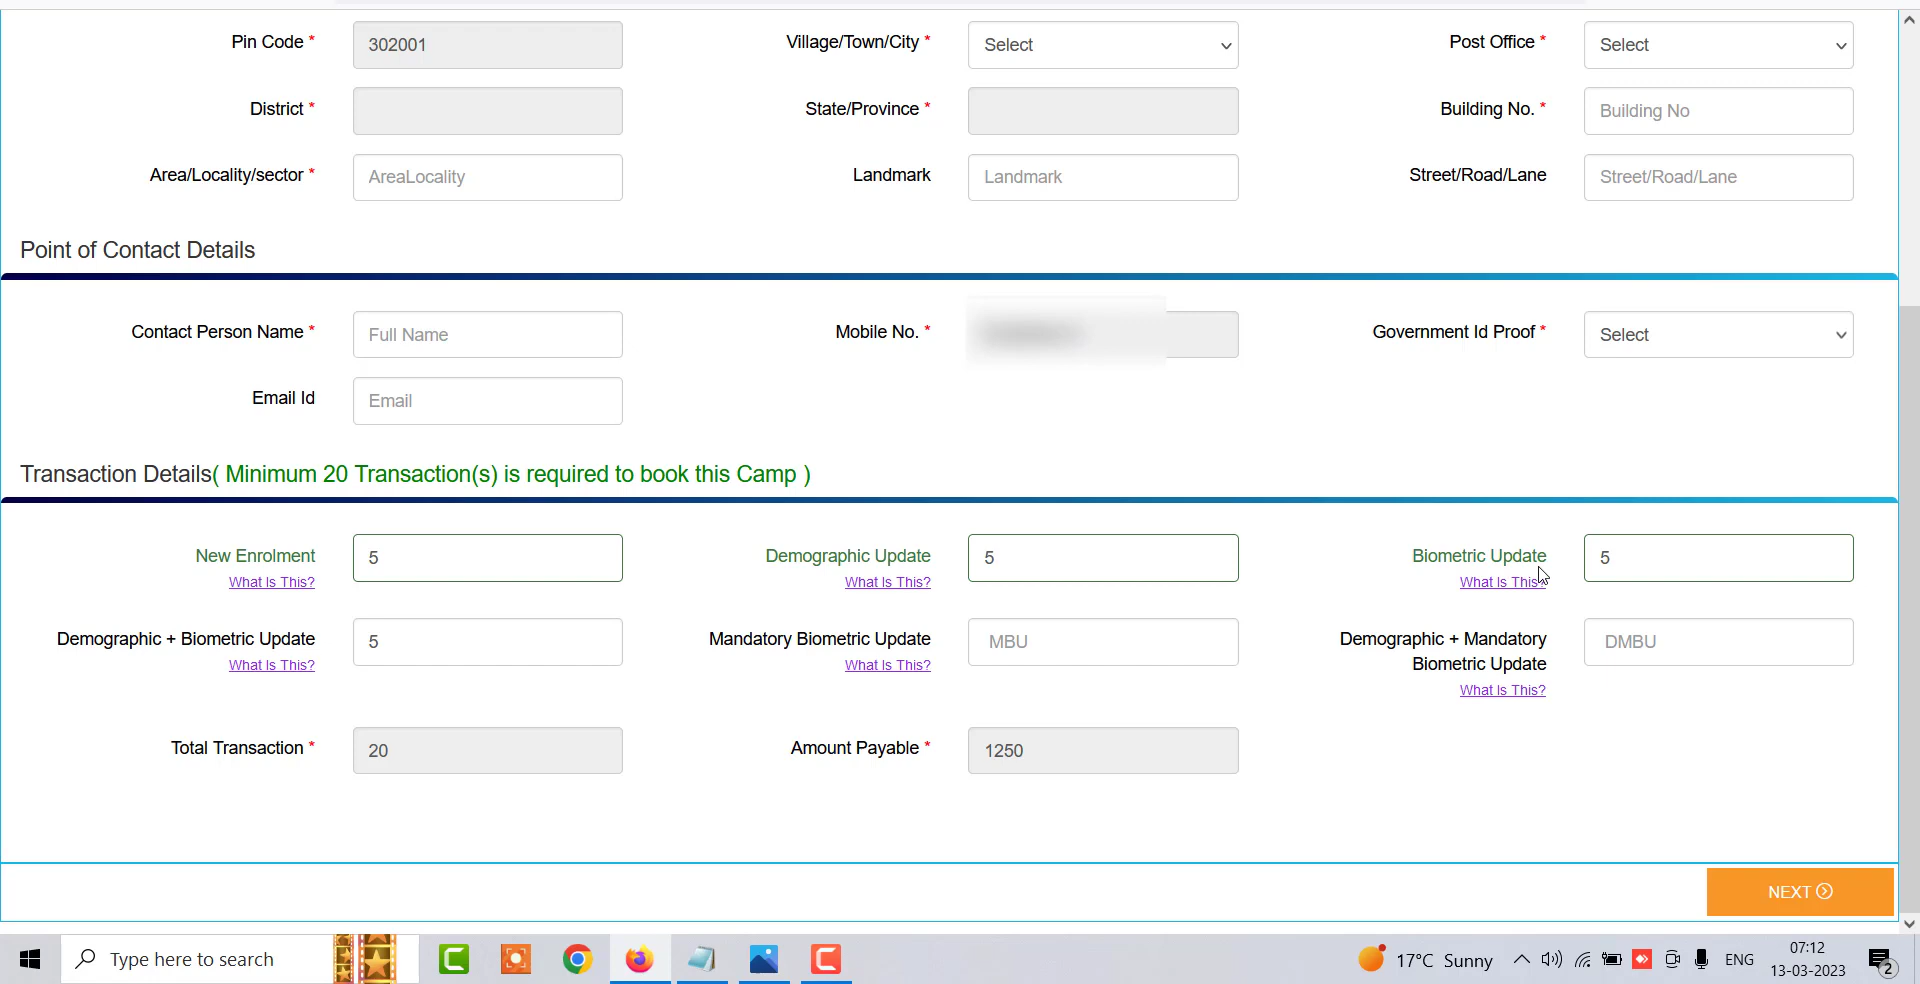 Pin Code * 302001 Village/Town/City * Select Post Office * Select
District * State/Province * Building No. * Building No
Area/Locality/sector * AreaLocality Landmark Landmark Street/Road/Lane Street/Road/Lane
Point of Contact Details
Contact Person Name * Full Name Mobile No. * Government Id Proof * Select
Email Id Email
Transaction Details( Minimum 20 Transaction(s) is required to book this Camp )
New Enrolment 5 Demographic Update 5 Biometric Update 5
What Is This? What Is This? What Is This?
Demographic + Biometric Update 5 Mandatory Biometric Update MBU Demographic + Mandatory DMBU
Biometric Update
What Is This? What Is This?
What Is This?
Total Transaction * 20 Amount Payable * 1250
NEXT
Type here to search 17°C Sunny ENG 07:12
13-03-2023 2